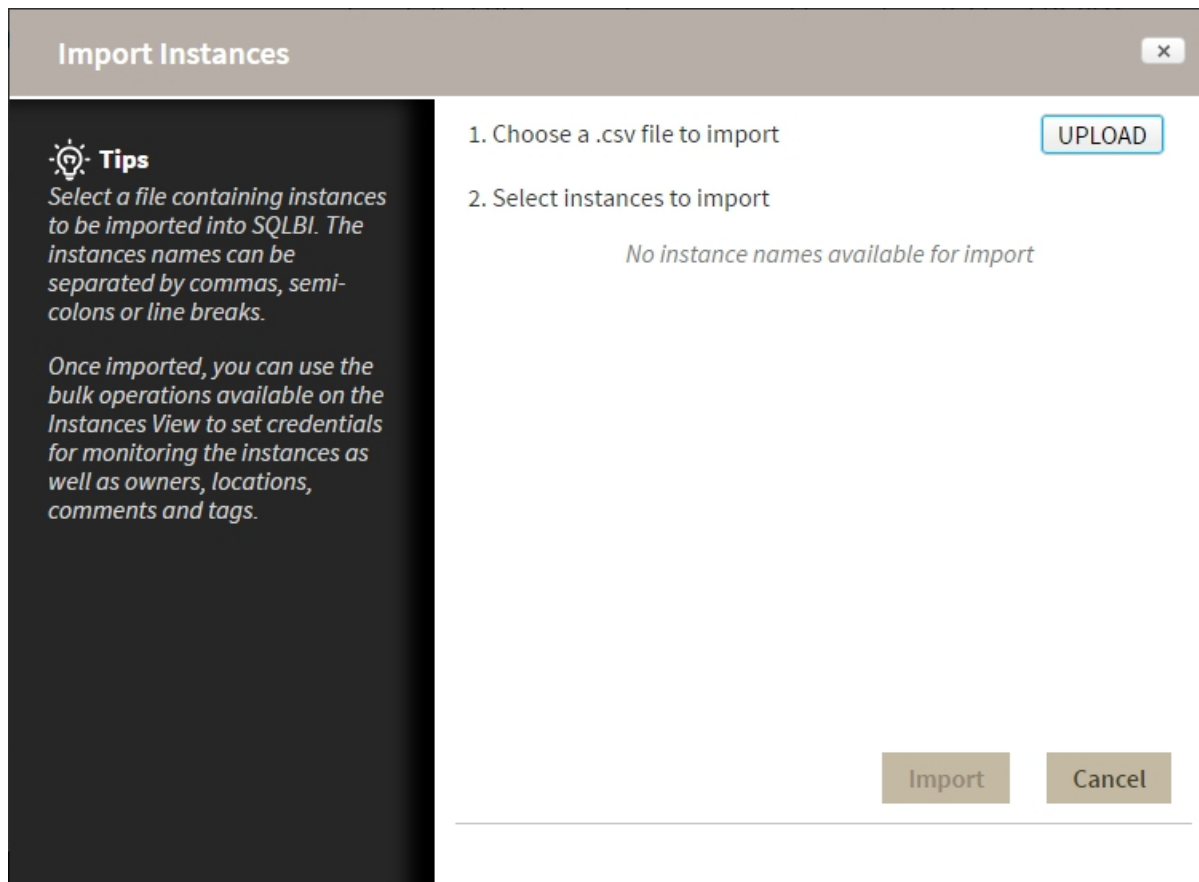 Import Instances
×
Tips
Select a file containing instances
to be imported into SQLBI. The
instances names can be
separated by commas, semi-
colons or line breaks.
Once imported, you can use the
bulk operations available on the
Instances View to set credentials
for monitoring the instances as
well as owners, locations,
comments and tags.
1. Choose a .csv file to import
UPLOAD
2. Select instances to import
No instance names available for import
Import
Cancel